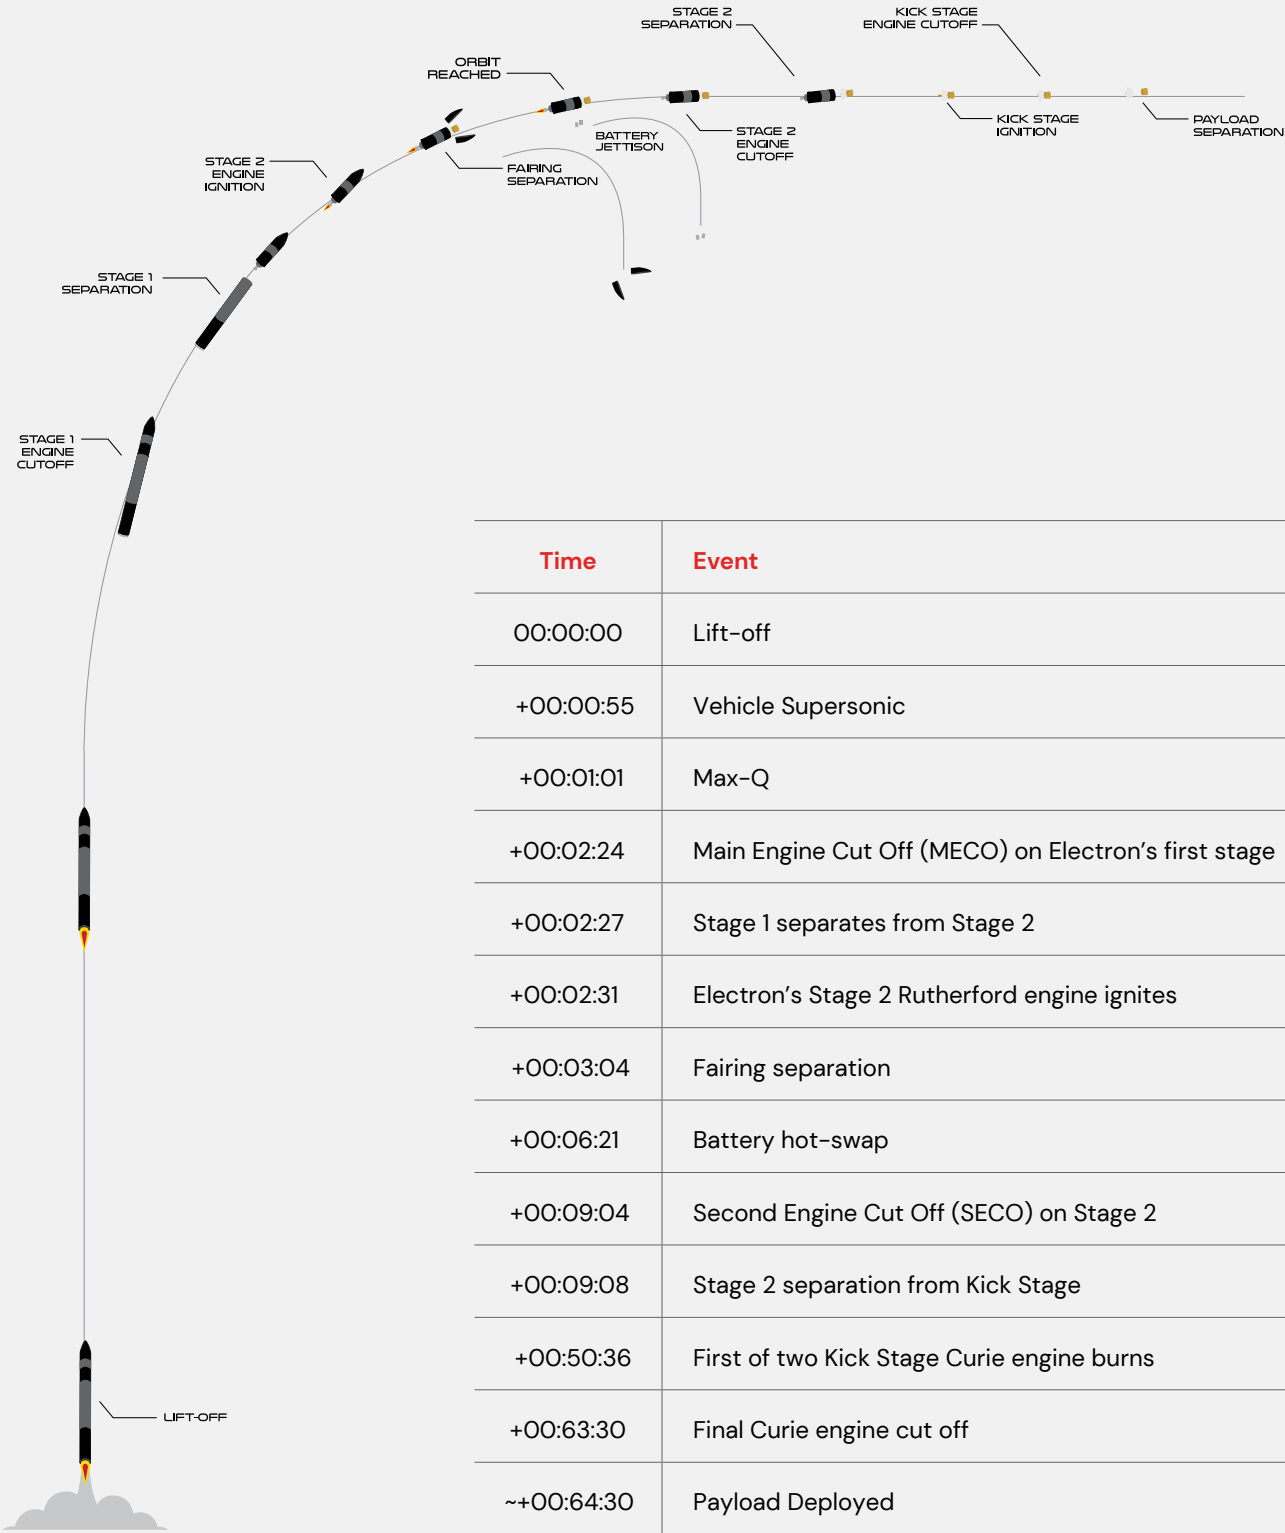 STAGE 2
SEPARATION
KICK STAGE
ENGINE CUTOFF
ORBIT
REACHED
BATTERY
JETTISON
STAGE 2
ENGINE
CUTOFF
KICK STAGE
IGNITION
PAYLOAD
SEPARATION
STAGE 2
ENGINE
IGNITION
FAIRING
SEPARATION
STAGE 1
SEPARATION
STAGE 1
ENGINE
CUTOFF
LIFT-OFF
Time Event
00:00:00 Lift-off
+00:00:55 Vehicle Supersonic
+00:01:01 Max-Q
+00:02:24 Main Engine Cut Off (MECO) on Electron's first stage
+00:02:27 Stage 1 separates from Stage 2
+00:02:31 Electron's Stage 2 Rutherford engine ignites
+00:03:04 Fairing separation
+00:06:21 Battery hot-swap
+00:09:04 Second Engine Cut Off (SECO) on Stage 2
+00:09:08 Stage 2 separation from Kick Stage
+00:50:36 First of two Kick Stage Curie engine burns
+00:63:30 Final Curie engine cut off
~+00:64:30 Payload Deployed